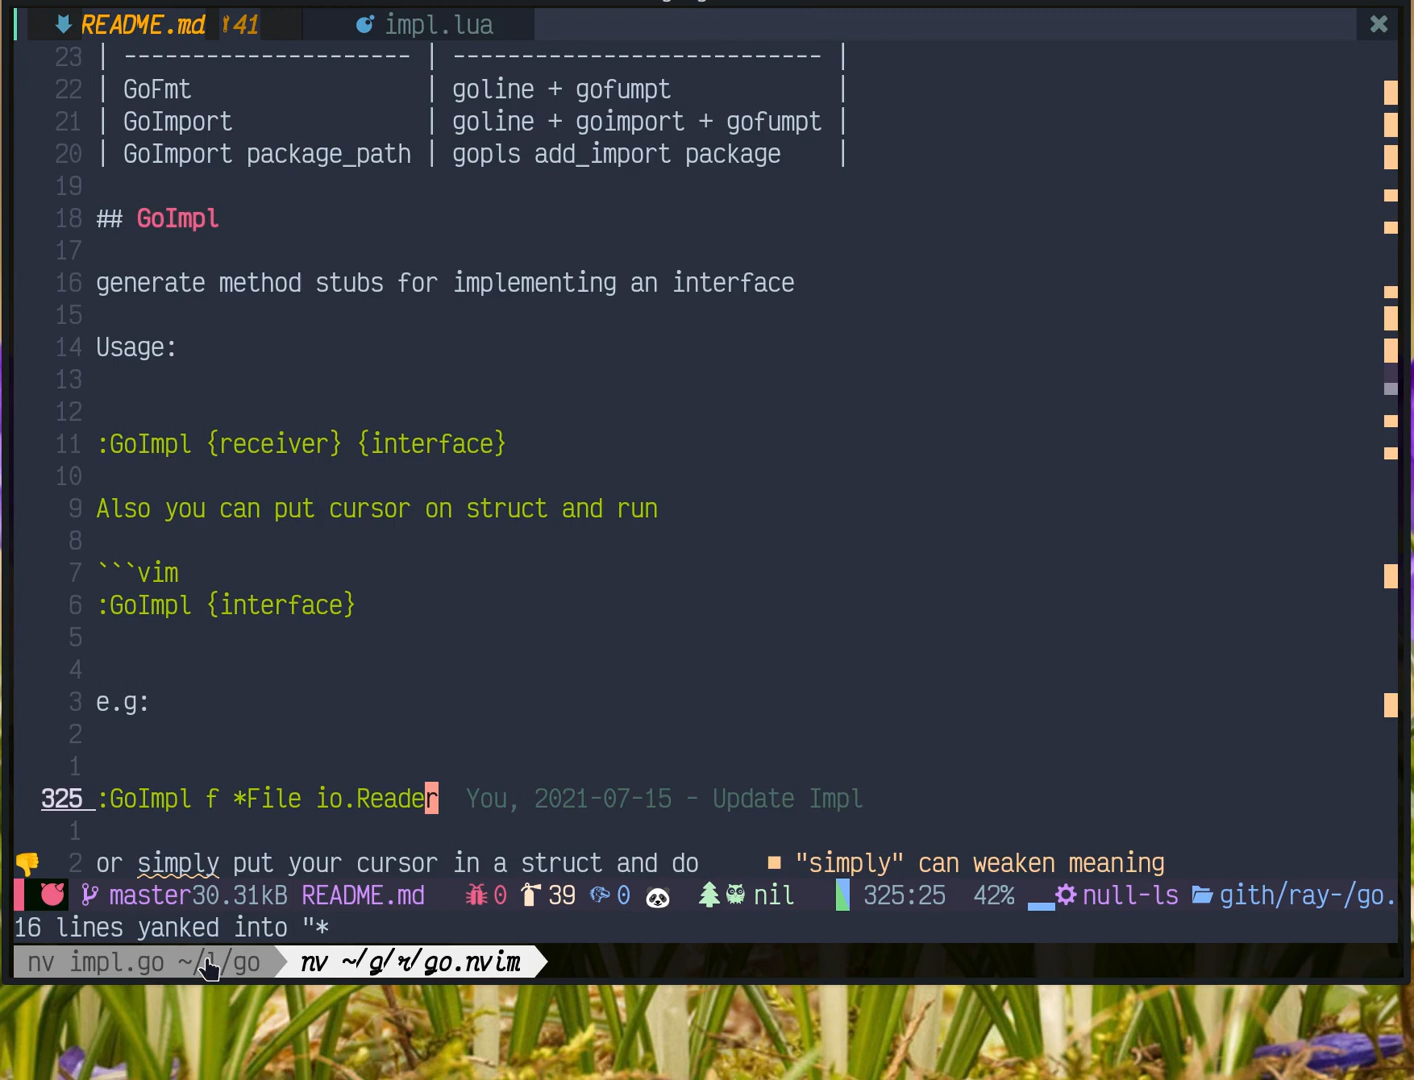 README.md 41 impl.lua
23 | --------------------- | --------------------------- |
22 | GoFmt | goline + gofumpt |
21 | GoImport | goline + goimport + gofumpt |
20 | GoImport package_path | gopls add_import package |
19
18 ## GoImpl
17
16 generate method stubs for implementing an interface
15
14 Usage:
13
12
11 :GoImpl {receiver} {interface}
10
9 Also you can put cursor on struct and run
8
7 ```vim
6 :GoImpl {interface}
5
4
3 e.g:
2
1
325 :GoImpl f *File io.Reader You, 2021-07-15 - Update Impl
1
2 or simply put your cursor in a struct and do ■ "simply" can weaken meaning
master30.31kB README.md 0 39 0 nil 325:25 42% null-ls gith/ray-/go.
16 lines yanked into "*
nv impl.go ~/l/go nv ~/g/r/go.nvim